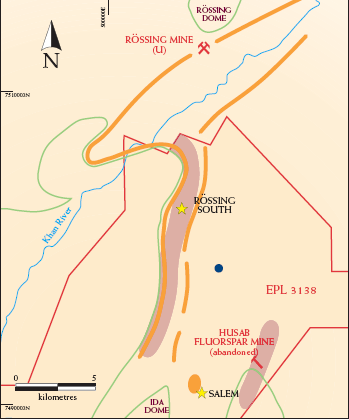 500000E
RÖSSING
DOME
RÖSSING MINE
(U)
N
7510000N
RÖSSING
SOUTH
Khan River
EPL 3138
HUSAB
FLUORSPAR MINE
(abandoned)
0 5
kilometres
SALEM
IDA
DOME
7490000N